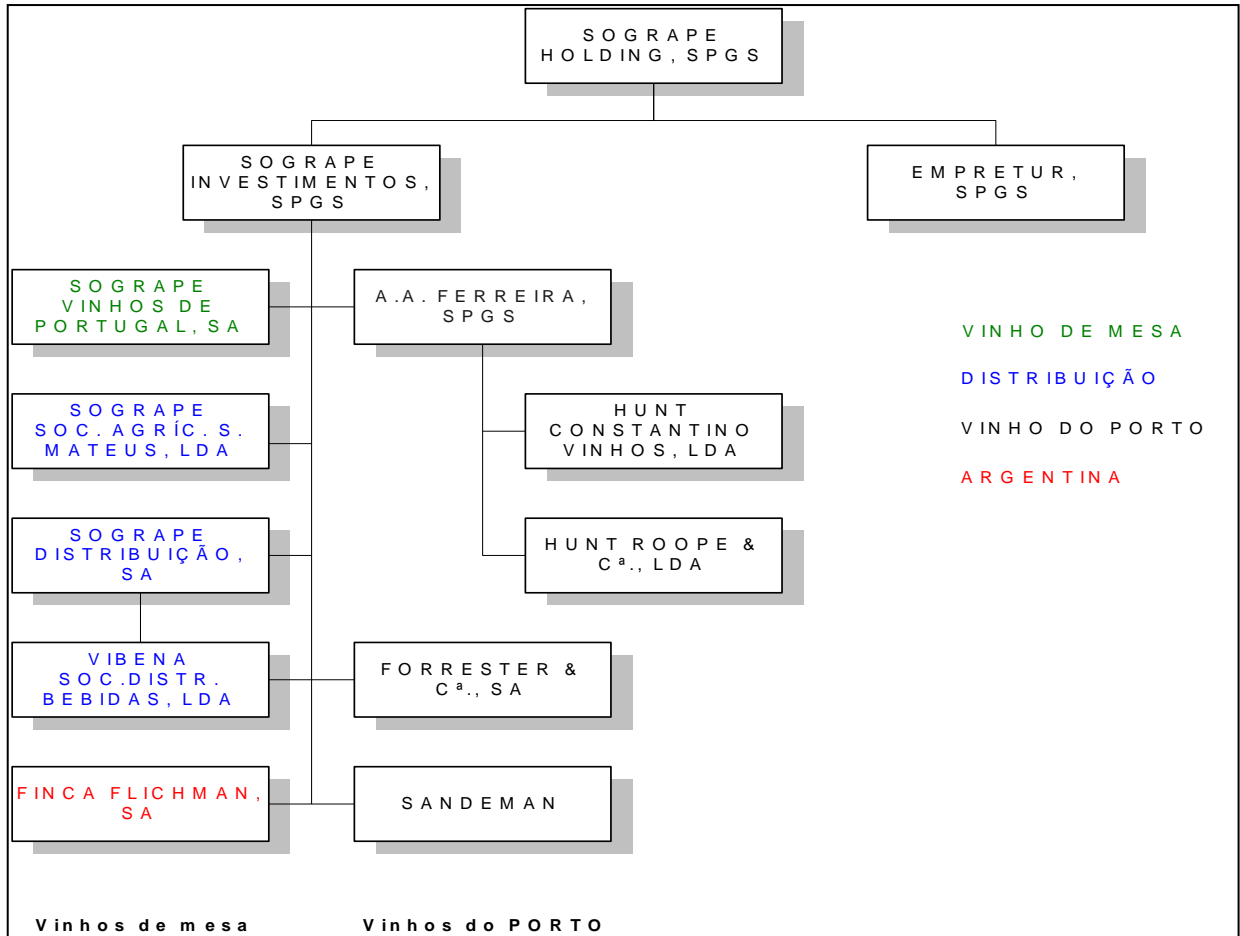 SOGRAPE
HOLDING, SPGS
SOGRAPE
INVESTIMENTOS,
SPGS
EMPRETUR,
SPGS
SOGRAPE
VINHOS DE
PORTUGAL, SA
A.A. FERREIRA,
SPGS
VINHO DE MESA
DISTRIBUIÇÃO
VINHO DO PORTO
ARGENTINA
SOGRAPE
SOC. AGRÍC. S.
MATEUS, LDA
HUNT
CONSTANTINO
VINHOS, LDA
SOGRAPE
DISTRIBUIÇÃO,
SA
HUNT ROOPE &
Cª., LDA
VIBENA
SOC.DISTR.
BEBIDAS, LDA
FORRESTER &
Cª., SA
FINCA FLICHMAN,
SA
SANDEMAN
Vinhos de mesa
Vinhos do PORTO